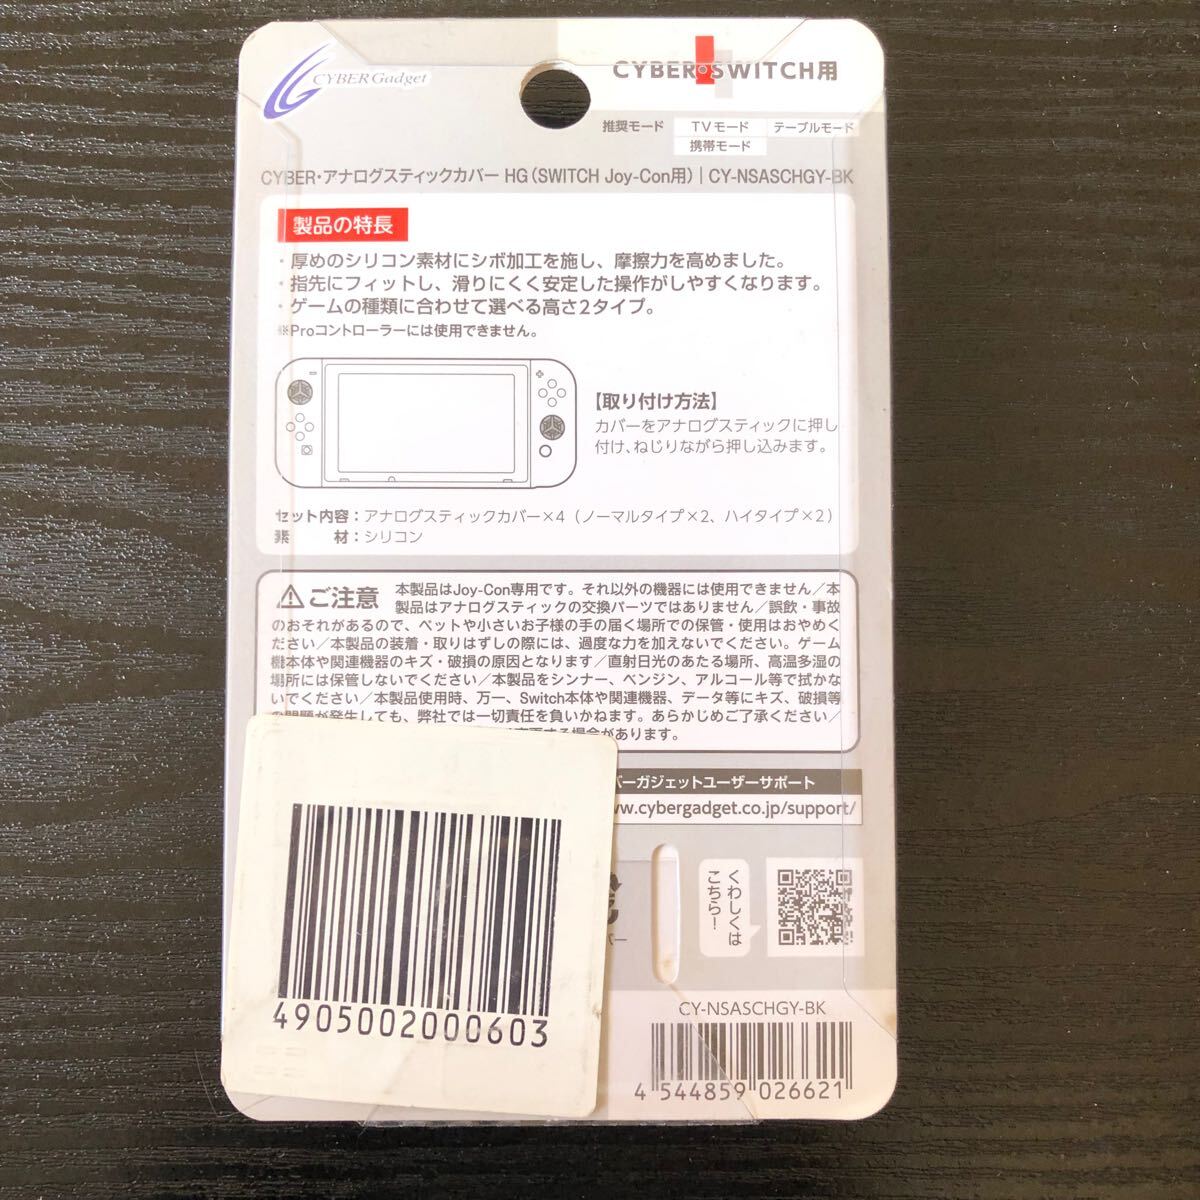 CYBER Gadget
CYBER・SWITCH用
推奨モード TVモード テーブルモード
携帯モード
CYBER・アナログスティックカバー HG（SWITCH Joy-Con用）| CY-NSASCHGY-BK
製品の特長
・厚めのシリコン素材にシボ加工を施し、摩擦力を高めました。
・指先にフィットし、滑りにくく安定した操作がしやすくなります。
・ゲームの種類に合わせて選べる高さ2タイプ。
※Proコントローラーには使用できません。
【取り付け方法】
カバーをアナログスティックに押し
付け、ねじりながら押し込みます。
セット内容：アナログスティックカバー×4（ノーマルタイプ×2、ハイタイプ×2）
素　　材：シリコン
⚠ご注意 本製品はJoy-Con専用です。それ以外の機器には使用できません／本
製品はアナログスティックの交換パーツではありません／誤飲・事故
のおそれがあるので、ペットや小さいお子様の手の届く場所での保管・使用はおやめく
ださい／本製品の装着・取りはずしの際には、過度な力を加えないでください。ゲーム
機本体や関連機器のキズ・破損の原因となります／直射日光のあたる場所、高温多湿の
場所には保管しないでください／本製品をシンナー、ベンジン、アルコール等で拭かな
いでください／本製品使用時、万一、Switch本体や関連機器、データ等にキズ、破損等
の問題が発生しても、弊社では一切責任を負いかねます。あらかじめご了承ください／
変更する場合があります。
バーガジェットユーザーサポート
ww.cybergadget.co.jp/support/
くわしくは
こちら！
バー
CY-NSASCHGY-BK
4 544859 026621
4905002000603